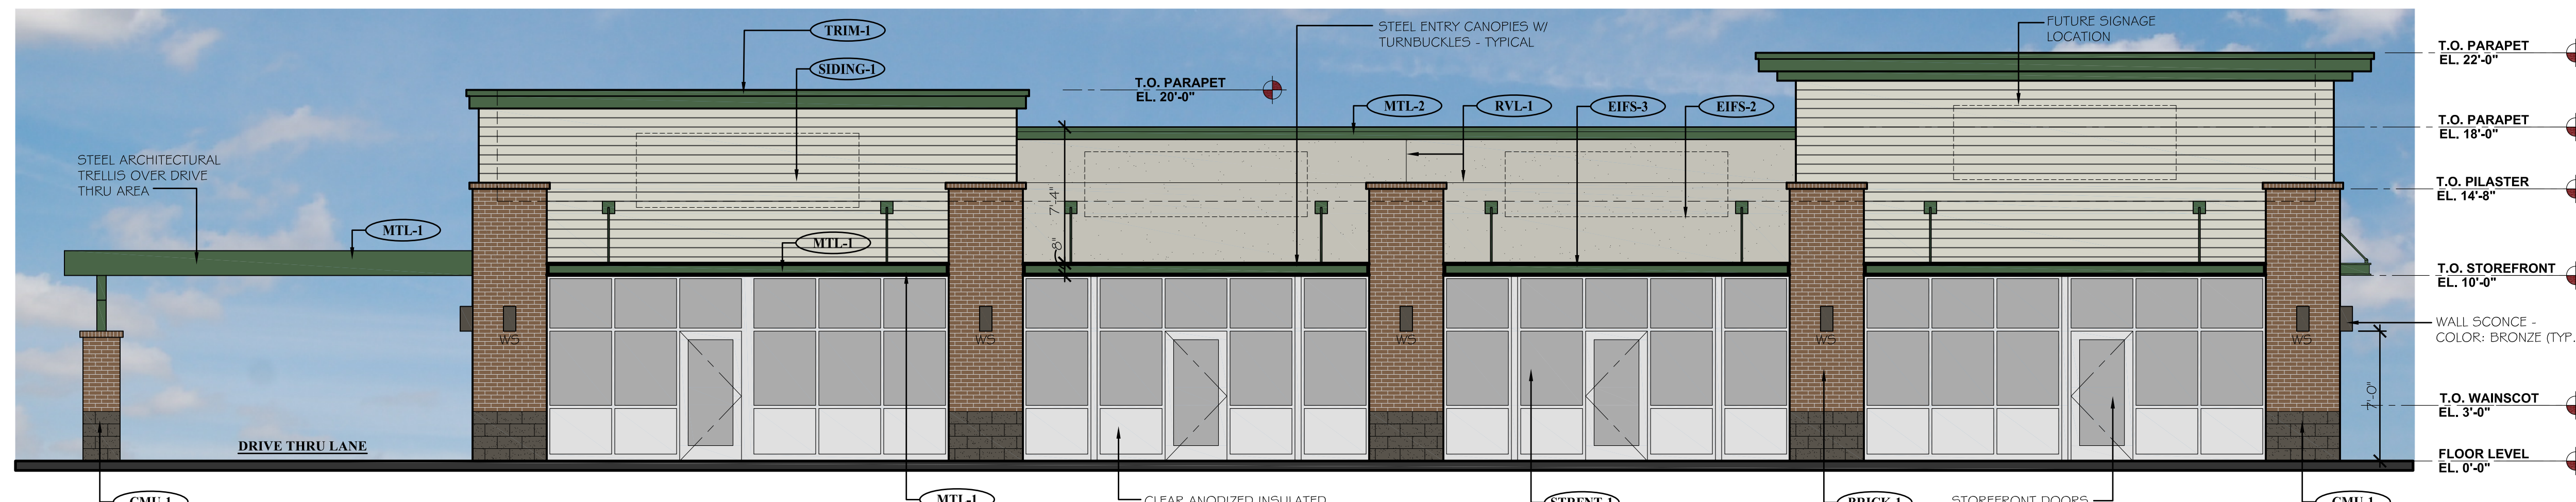 TRIM-1
SIDING-1
T.O. PARAPET
EL. 20'-0"
STEEL ENTRY CANOPIES W/
TURNBUCKLES - TYPICAL
MTL-2
RVL-1
EIFS-3
EIFS-2
FUTURE SIGNAGE
LOCATION
T.O. PARAPET
EL. 22'-0"
T.O. PARAPET
EL. 18'-0"
STEEL ARCHITECTURAL
TRELLIS OVER DRIVE
THRU AREA
T.O. PILASTER
EL. 14'-8"
7'-4"
MTL-1
MTL-1
8"
T.O. STOREFRONT
EL. 10'-0"
WS
WS
WS
WS
WS
WALL SCONCE -
COLOR: BRONZE (TYP.
7'-0"
T.O. WAINSCOT
EL. 3'-0"
DRIVE THRU LANE
FLOOR LEVEL
EL. 0'-0"
CMU-1
MTL-1
CLEAR ANODIZED INSULATED
STRFNT-1
BRICK-1
STOREFRONT DOORS
CMU-1